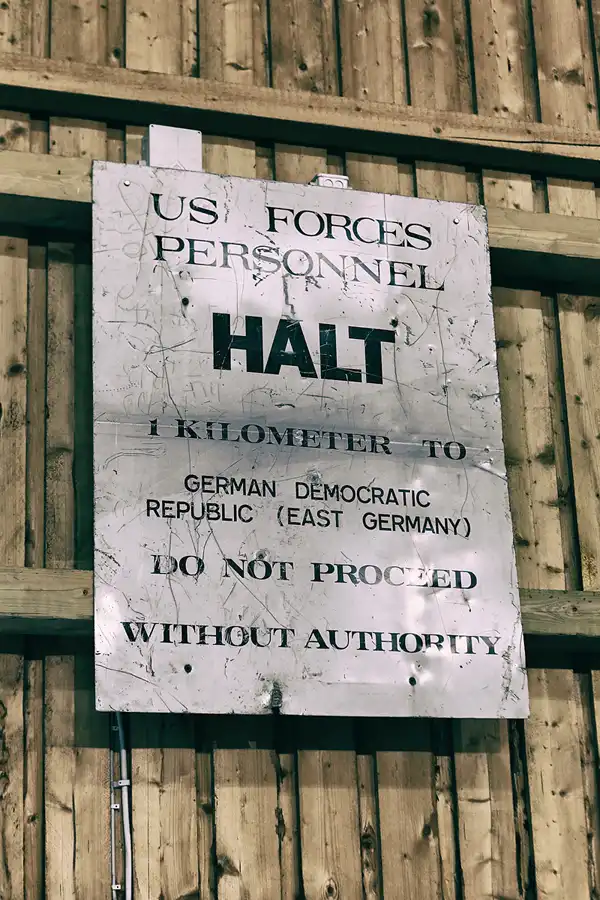 US FORCES
PERSONNEL
HALT
1 KILOMETER TO
GERMAN DEMOCRATIC
REPUBLIC (EAST GERMANY)
DO NOT PROCEED
WITHOUT AUTHORITY